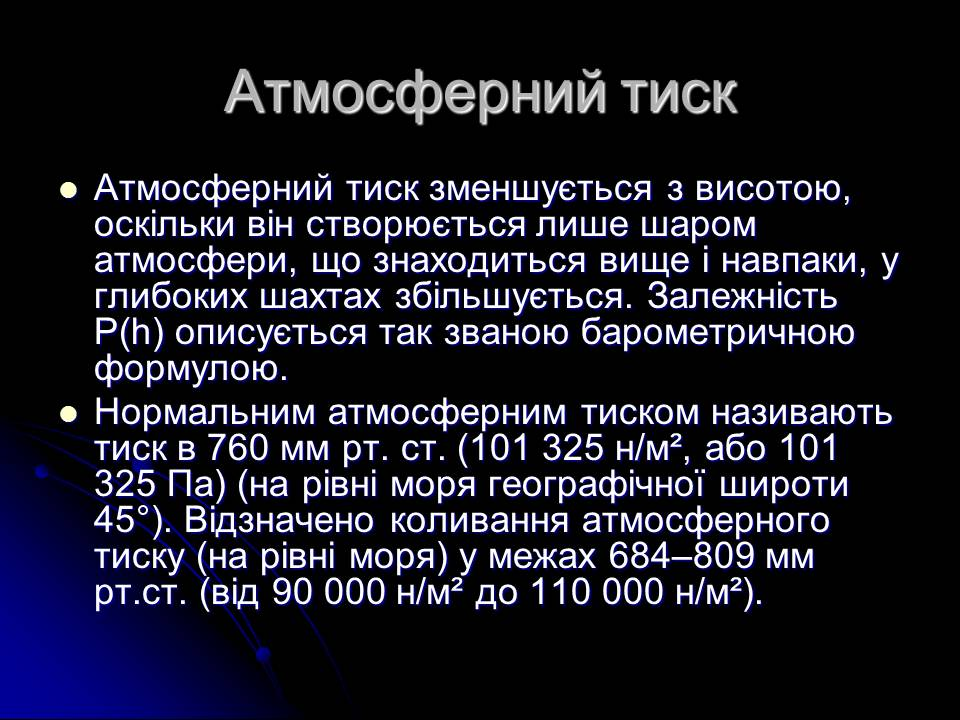 Атмосферний тиск
Атмосферний тиск зменшується з висотою,
оскільки він створюється лише шаром
атмосфери, що знаходиться вище і навпаки, у
глибоких шахтах збільшується. Залежність
P(h) описується так званою барометричною
формулою.
Нормальним атмосферним тиском називають
тиск в 760 мм рт. ст. (101 325 н/м², або 101
325 Па) (на рівні моря географічної широти
45°). Відзначено коливання атмосферного
тиску (на рівні моря) у межах 684–809 мм
рт.ст. (від 90 000 н/м² до 110 000 н/м²).